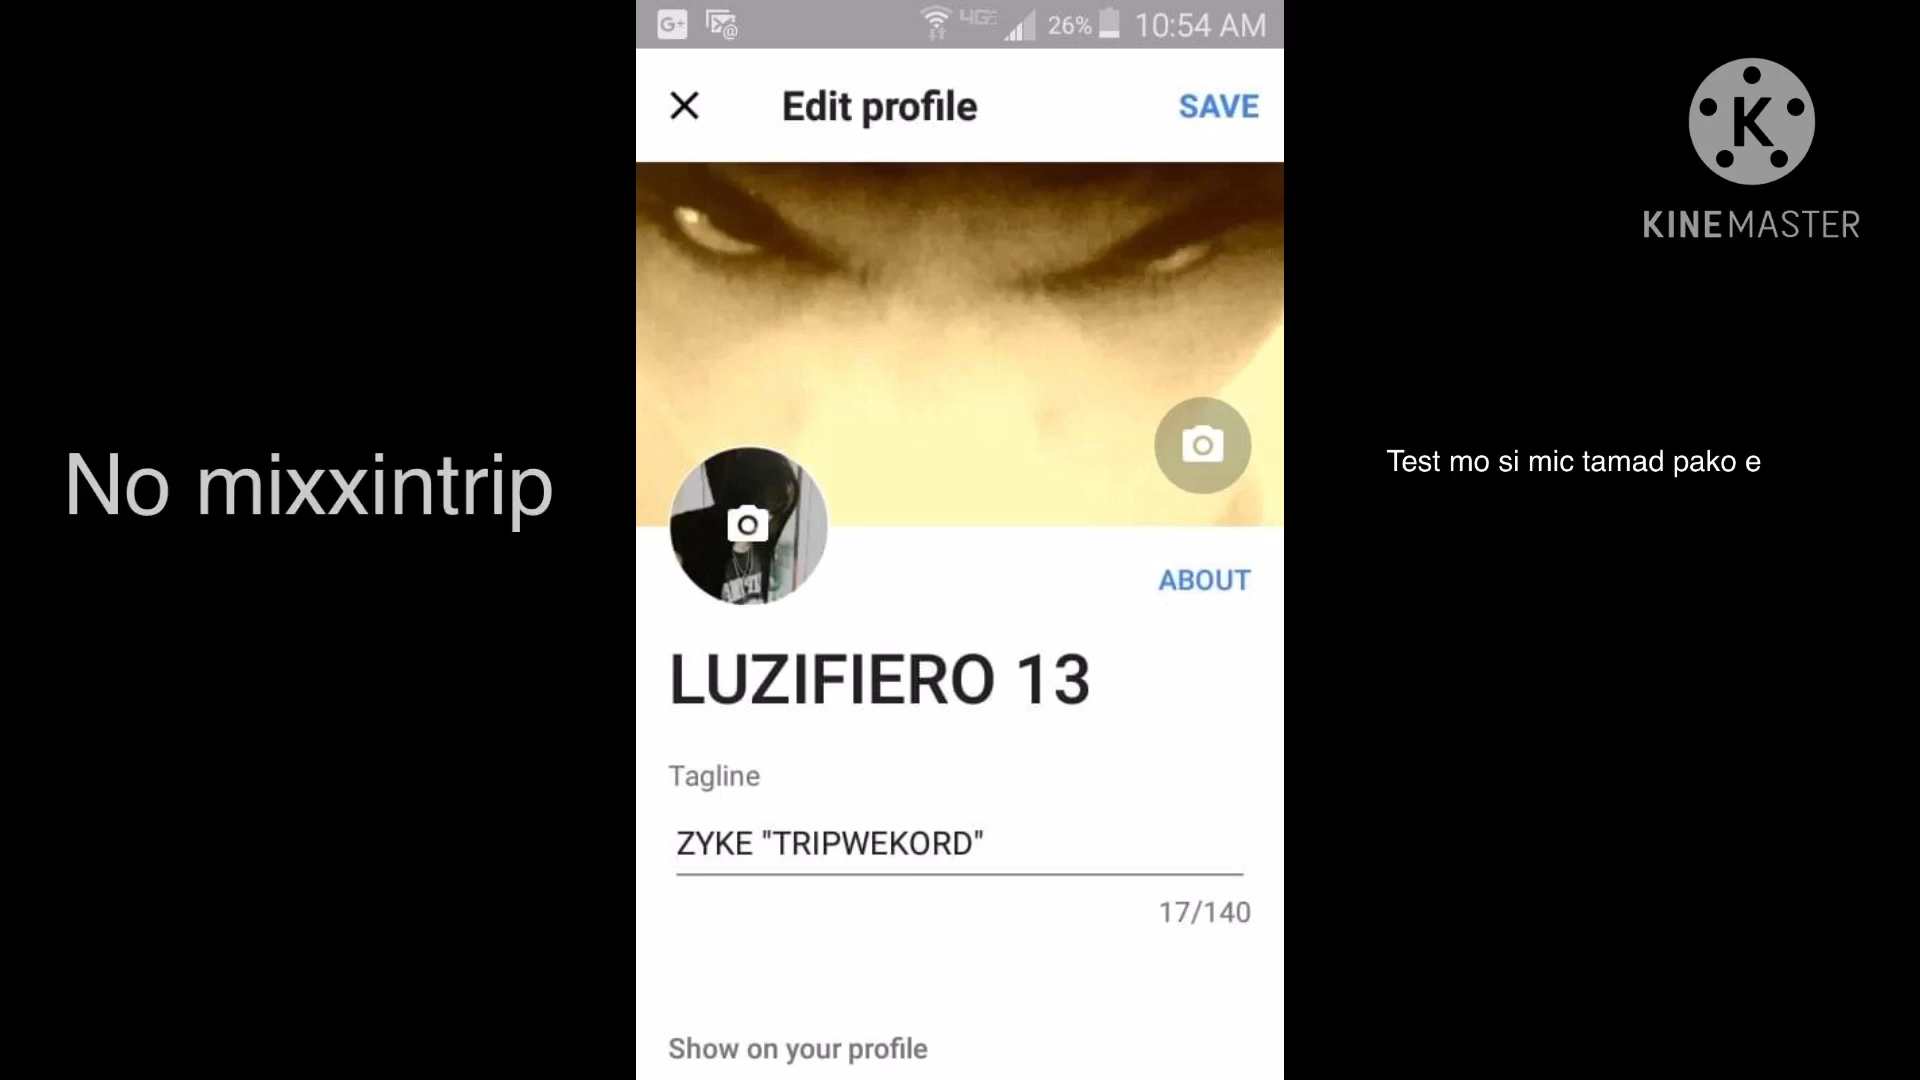 G+
4G
26%
10:54 AM
Edit profile
SAVE
K
KINEMASTER
No mixxintrip
Test mo si mic tamad pako e
ABOUT
LUZIFIERO 13
Tagline
ZYKE "TRIPWEKORD"
17/140
Show on your profile